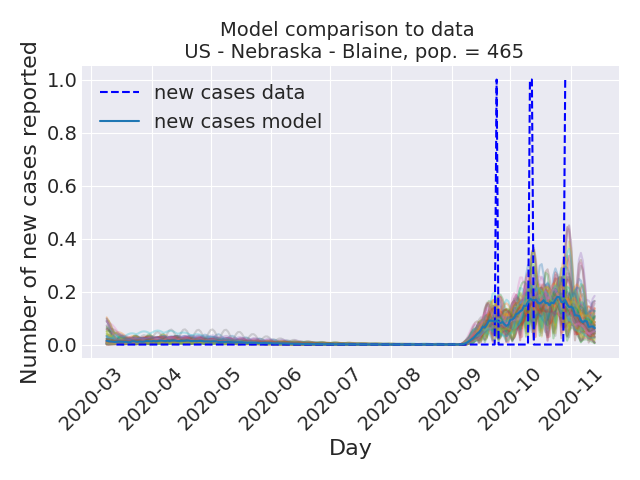 Model comparison to data
US - Nebraska - Blaine, pop. = 465
Number of new cases reported
1.0
0.8
0.6
0.4
0.2
0.0
new cases data
new cases model
2020-03
2020-04
2020-05
2020-06
2020-07
2020-08
2020-09
2020-10
2020-11
Day